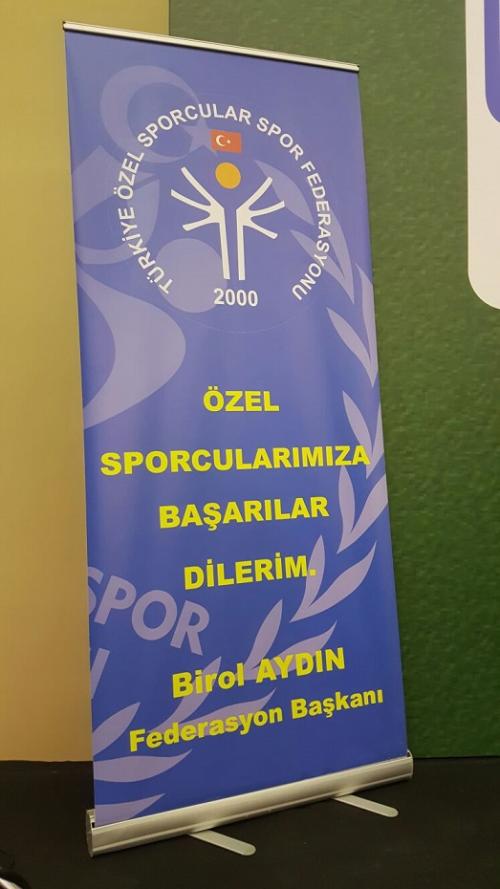 TÜRKİYE ÖZEL SPORCULAR SPOR FEDERASYONU
2000
ÖZEL
SPORCULARIMIZA
BAŞARILAR
DİLERİM.
SPOR
Birol AYDIN
Federasyon Başkanı